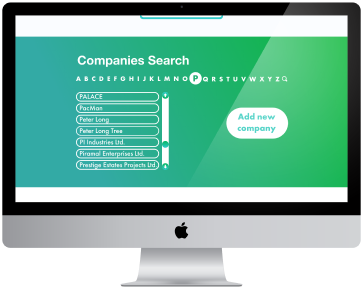 Companies Search
A B C D E F G H I J K L M N O P Q R S T U V W X Y Z
PALACE
PacMan
Peter Long
Peter Long Tree
PI Industries Ltd.
Piramal Enterprises Ltd.
Prestige Estates Projects Ltd.
Add new
company